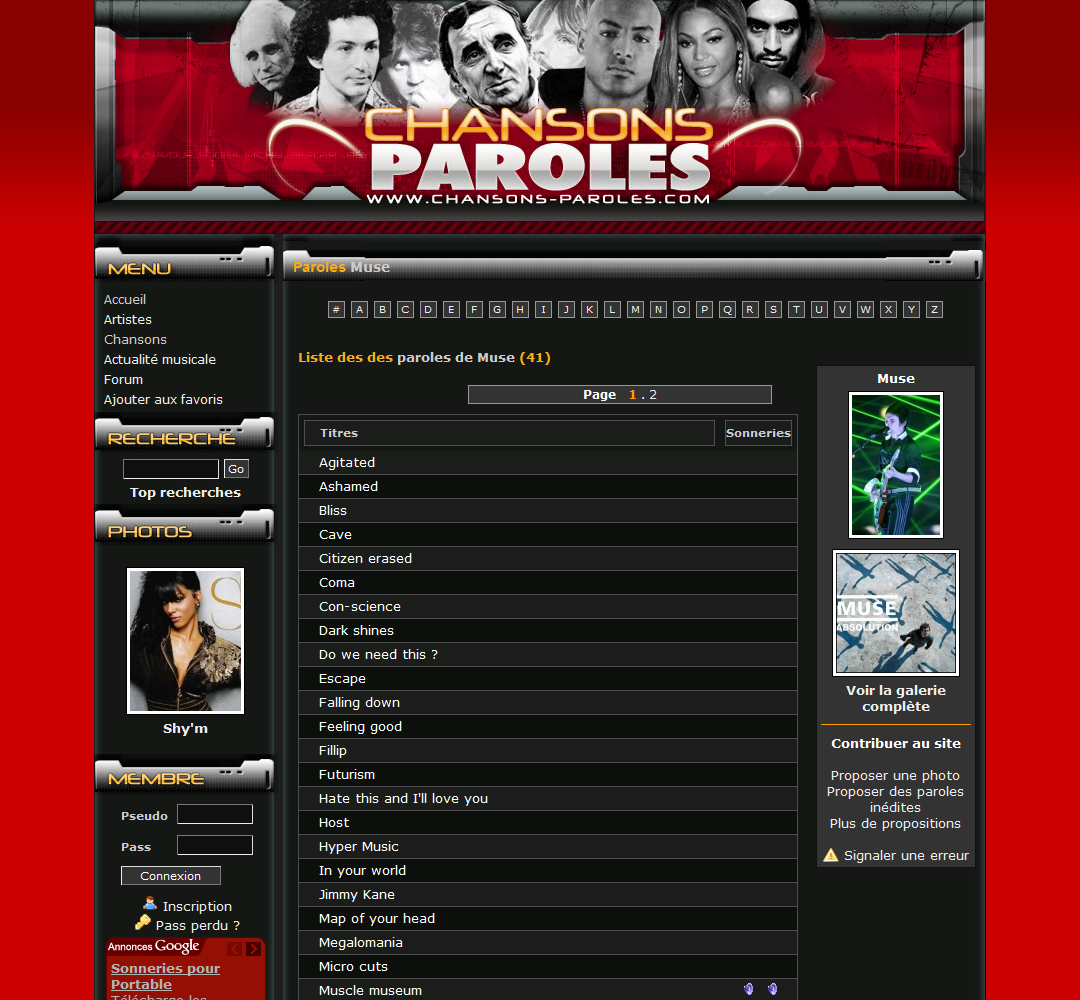 CHANSONS
PAROLES
WWW.CHANSONS-PAROLES.COM
MENU
Accueil
Artistes
Chansons
Actualité musicale
Forum
Ajouter aux favoris
RECHERCHE
Go
Top recherches
PHOTOS
S
Shy'm
MEMBRE
Pseudo
Pass
Connexion
Inscription
Pass perdu ?
Annonces Google
Sonneries pour
Portable
Télécharge les
Paroles Muse
# A B C D E F G H I J K L M N O P Q R S T U V W X Y Z
Liste des des paroles de Muse (41)
Page 1 . 2
Titres Sonneries
Agitated
Ashamed
Bliss
Cave
Citizen erased
Coma
Con-science
Dark shines
Do we need this ?
Escape
Falling down
Feeling good
Fillip
Futurism
Hate this and I'll love you
Host
Hyper Music
In your world
Jimmy Kane
Map of your head
Megalomania
Micro cuts
Muscle museum
Muse
MUSE
ABSOLUTION
Voir la galerie
complète
Contribuer au site
Proposer une photo
Proposer des paroles
inédites
Plus de propositions
Signaler une erreur